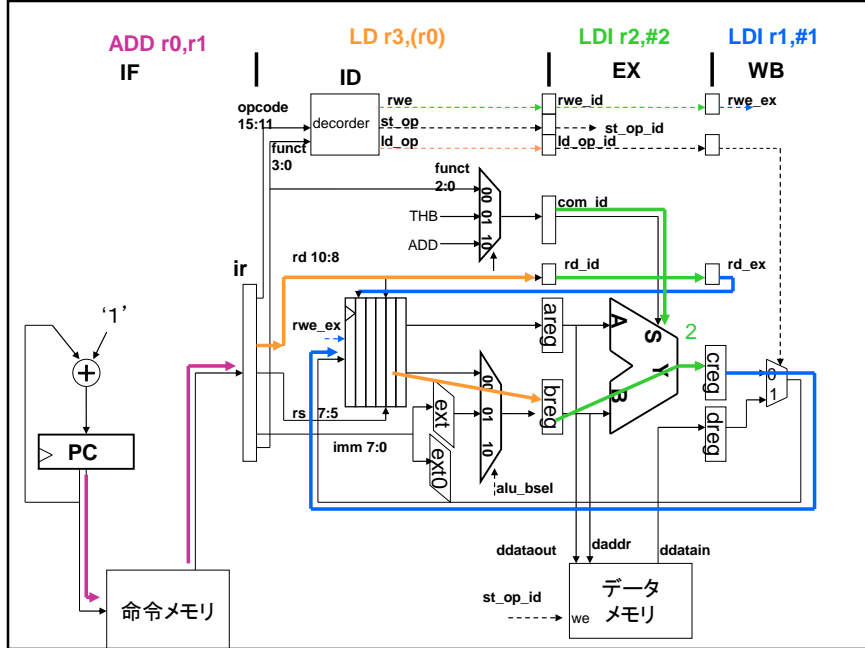 ADD r0,r1
LD r3,(r0)
LDI r2,#2
LDI r1,#1
IF
ID
EX
WB
opcode
15:11
funct
3:0
decorder
rwe
st_op
ld_op
rwe_id
st_op_id
ld_op_id
rwe_ex
funct
2:0
THB
ADD
00
01
10
com_id
ir
rd 10:8
rd_id
rd_ex
'1'
+
PC
rwe_ex
rs 7:5
imm 7:0
ext
ext0
00
01
10
alu_bsel
areg
breg
A
B
S
Y
2
creg
dreg
0
1
ddataout
daddr
ddatain
命令メモリ
st_op_id
we
データ
メモリ